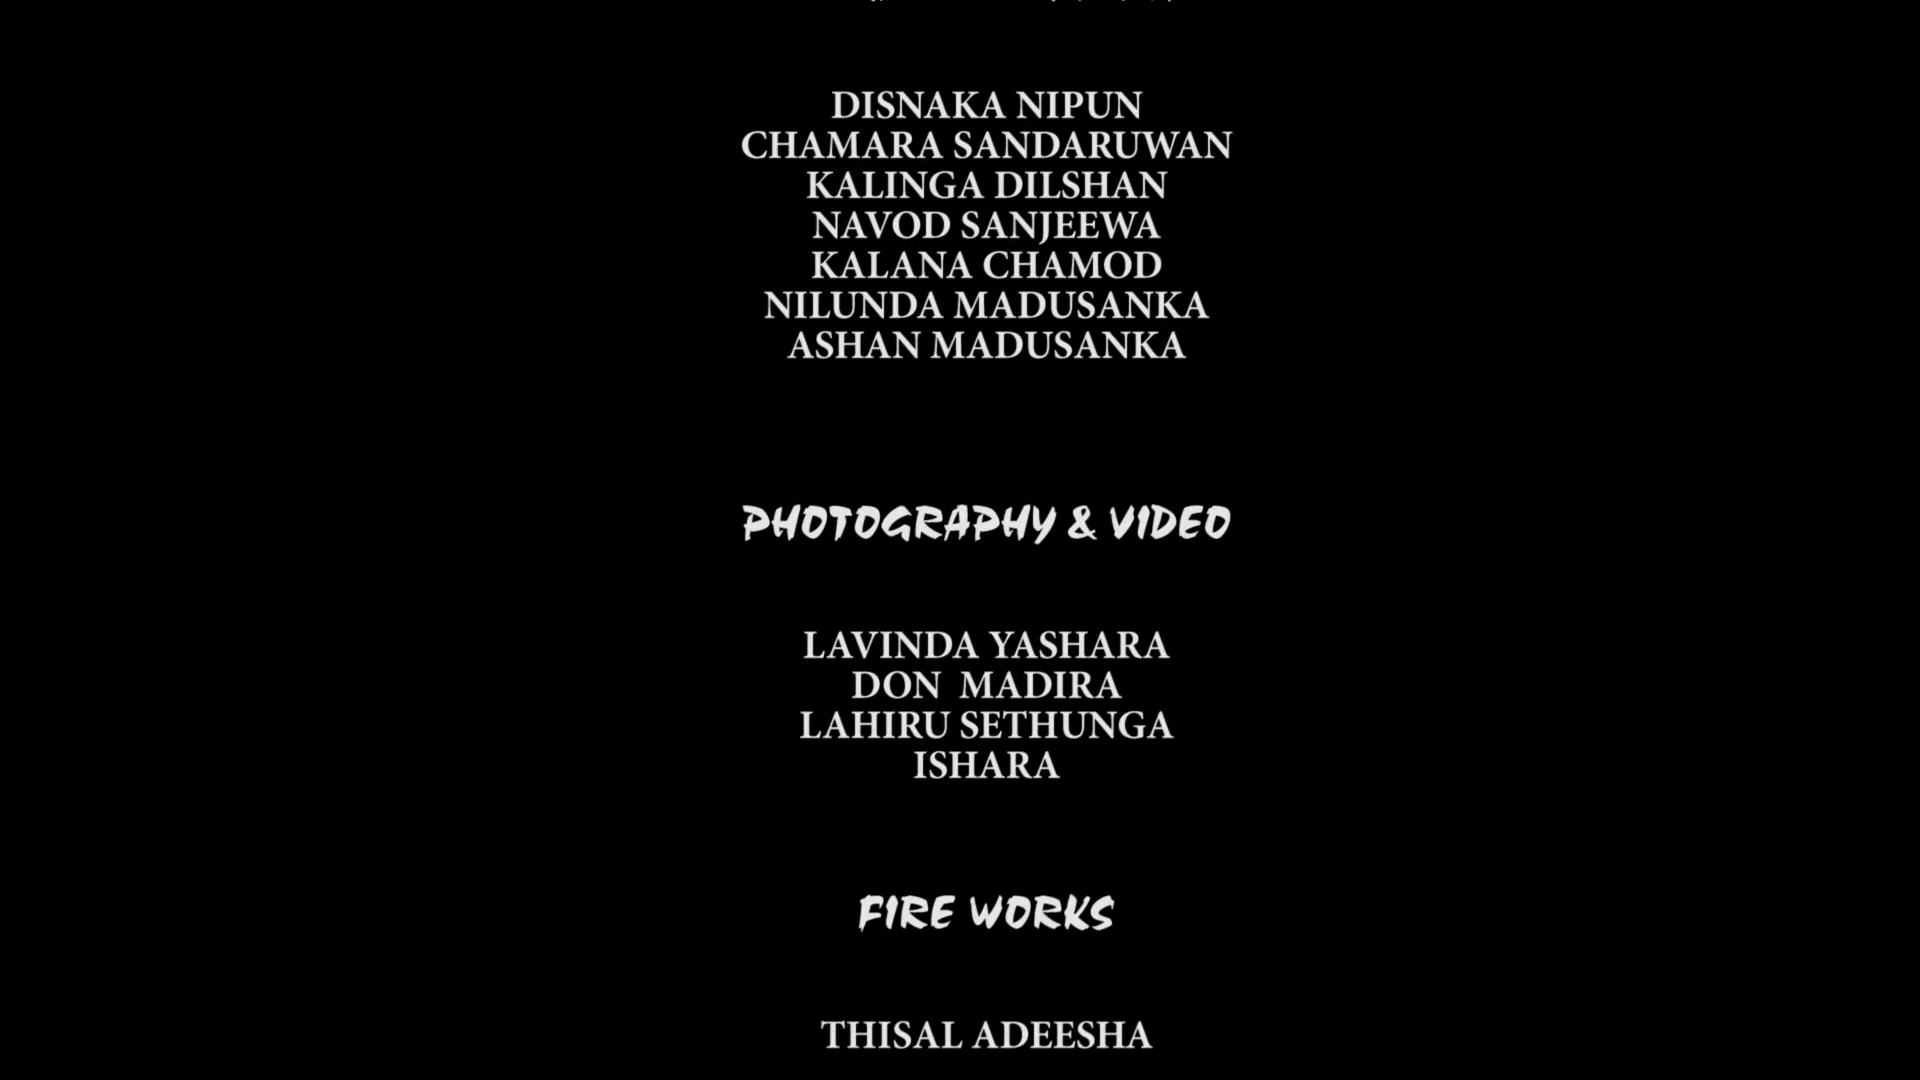 DISNAKA NIPUN
CHAMARA SANDARUWAN
KALINGA DILSHAN
NAVOD SANJEEWA
KALANA CHAMOD
NILUNDA MADUSANKA
ASHAN MADUSANKA
PHOTOGRAPHY & VIDEO
LAVINDA YASHARA
DON MADIRA
LAHIRU SETHUNGA
ISHARA
FIRE WORKS
THISAL ADEESHA